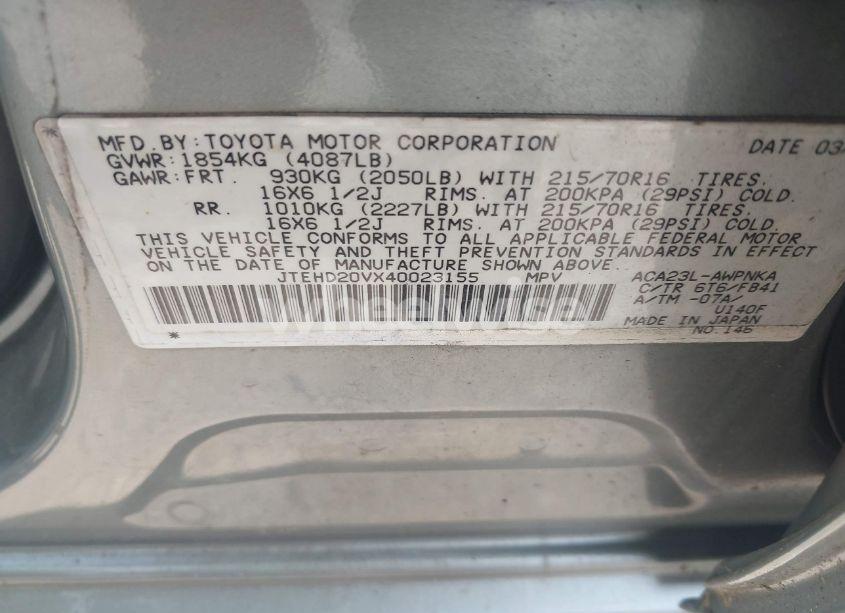 MFD.BY:TOYOTA MOTOR CORPORATION DATE 03
GVWR:1854KG (4087LB)
GAWR:FRT. 930KG (2050LB) WITH 215/70R16 TIRES.
16X6 1/2J RIMS. AT 200KPA (29PSI) COLD.
RR. 1010KG (2227LB) WITH 215/70R16 TIRES.
16X6 1/2J RIMS. AT 200KPA (29PSI) COLD.
THIS VEHICLE CONFORMS TO ALL APPLICABLE FEDERAL MOTOR
VEHICLE SAFETY AND THEFT PREVENTION STANDARDS IN EFFECT
ON THE DATE OF MANUFACTURE SHOWN ABOVE.
JTEHD20VX40023155 MPV ACA23L-AWPNKA
C/TR 6T6/FB41
A/TM -07A/
U140F
MADE IN JAPAN
NO.146
wheelwise